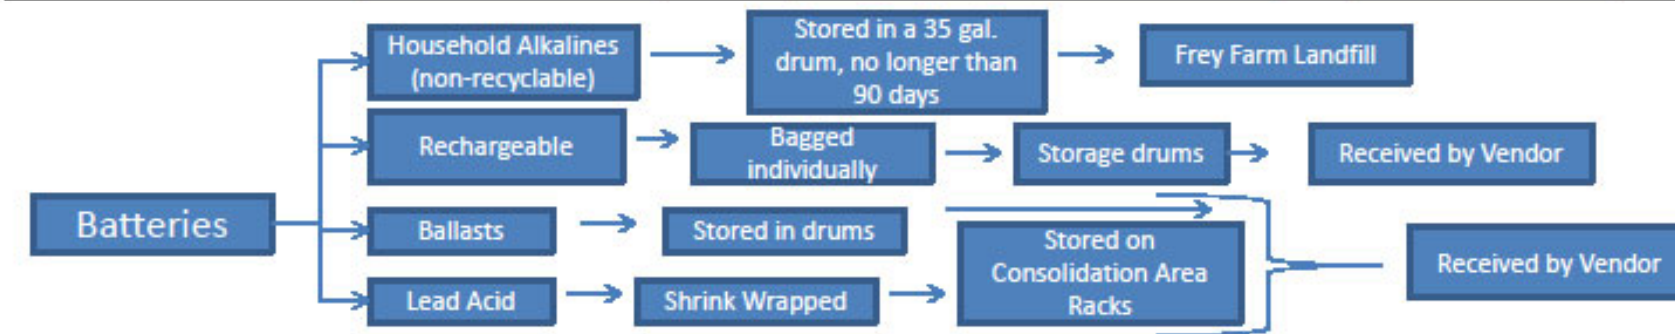 Household Alkalines
(non-recyclable)
Stored in a 35 gal.
drum, no longer than
90 days
Frey Farm Landfill
Rechargeable
Bagged
individually
Storage drums
Received by Vendor
Batteries
Ballasts
Stored in drums
Lead Acid
Shrink Wrapped
Stored on
Consolidation Area
Racks
Received by Vendor